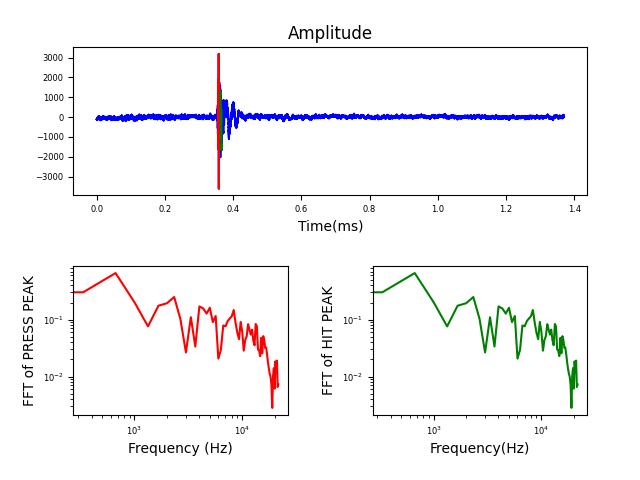 Amplitude
3000
2000
1000
0
−1000
−2000
−3000
0.0 0.2 0.4 0.6 0.8 1.0 1.2 1.4
Time(ms)
FFT of PRESS PEAK
10⁻¹
10⁻²
10³ 10⁴
Frequency (Hz)
FFT of HIT PEAK
10⁻¹
10⁻²
10³ 10⁴
Frequency(Hz)